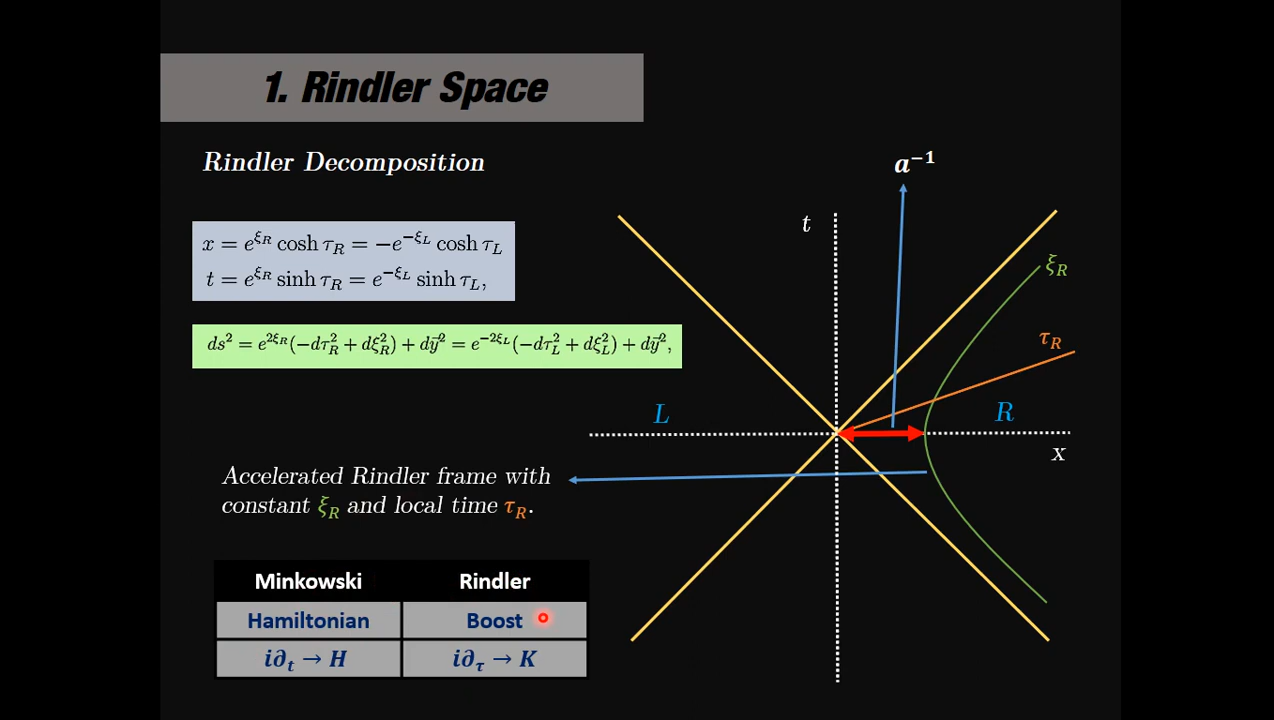 1. Rindler Space
Rindler Decomposition
x = e^{ξ_R} cosh τ_R = −e^{−ξ_L} cosh τ_L
t = e^{ξ_R} sinh τ_R = e^{−ξ_L} sinh τ_L,
ds² = e^{2ξ_R}(−dτ_R² + dξ_R²) + dy⃗² = e^{−2ξ_L}(−dτ_L² + dξ_L²) + dy⃗²,
a⁻¹
t
ξ_R
τ_R
L
R
x
Accelerated Rindler frame with
constant ξ_R and local time τ_R.
Minkowski Rindler
Hamiltonian Boost
i∂_t → H i∂_τ → K